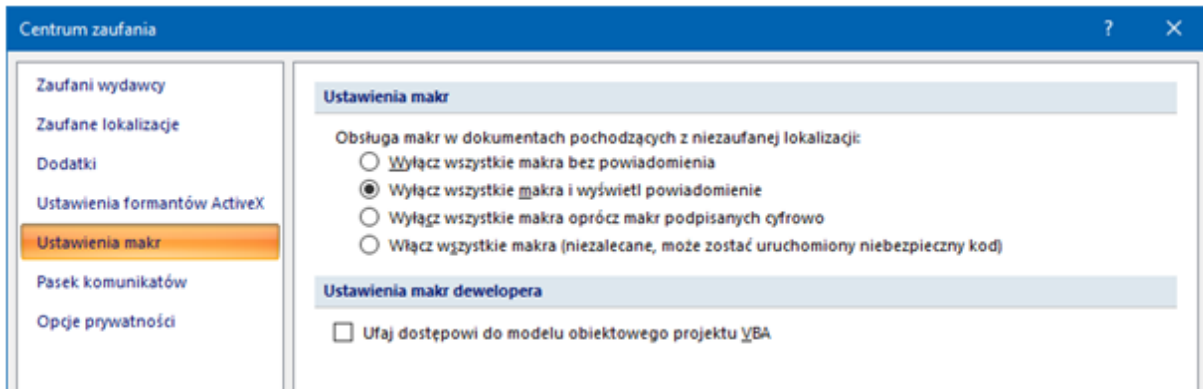 Centrum zaufania
Zaufani wydawcy
Zaufane lokalizacje
Dodatki
Ustawienia formantów ActiveX
Ustawienia makr
Pasek komunikatów
Opcje prywatności
Ustawienia makr
Obsługa makr w dokumentach pochodzących z niezaufanej lokalizacji:
Wyłącz wszystkie makra bez powiadomienia
Wyłącz wszystkie makra i wyświetl powiadomienie
Wyłącz wszystkie makra oprócz makr podpisanych cyfrowo
Włącz wszystkie makra (niezalecane, może zostać uruchomiony niebezpieczny kod)
Ustawienia makr dewelopera
Ufaj dostępowi do modelu obiektowego projektu VBA